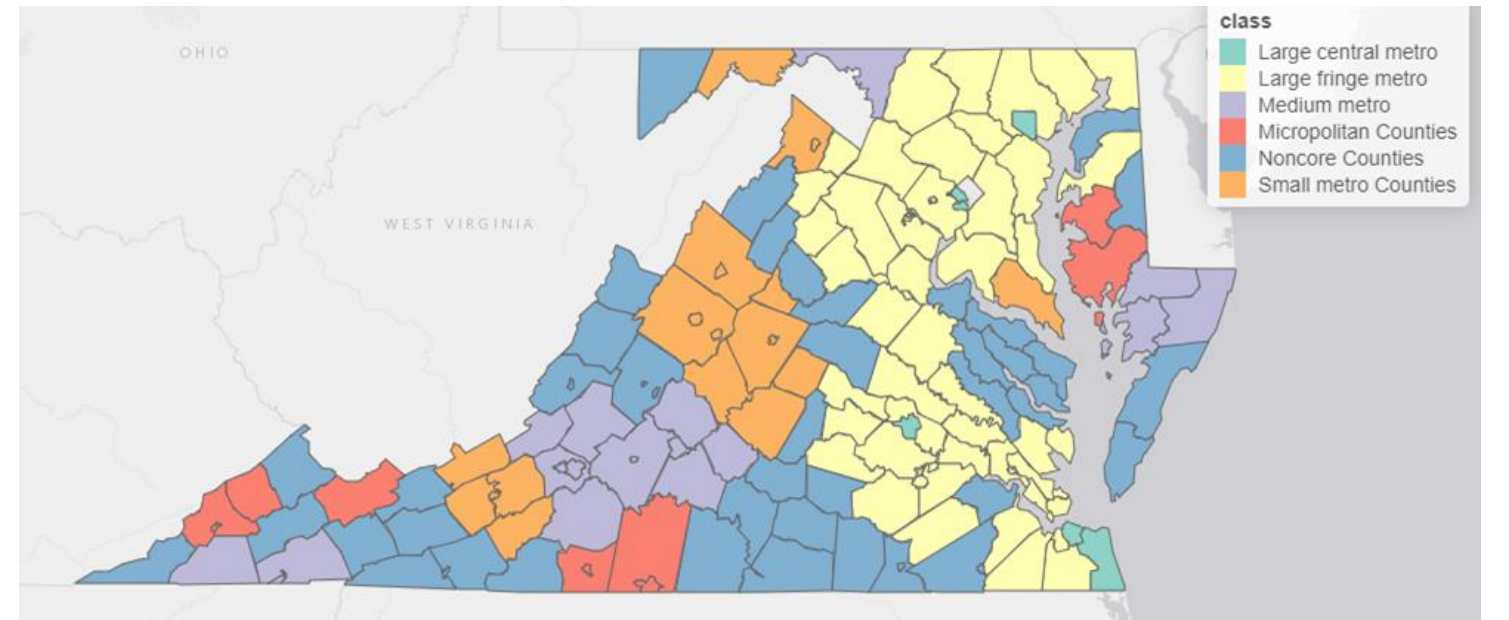 OHIO
WEST VIRGINIA
class
Large central metro
Large fringe metro
Medium metro
Micropolitan Counties
Noncore Counties
Small metro Counties